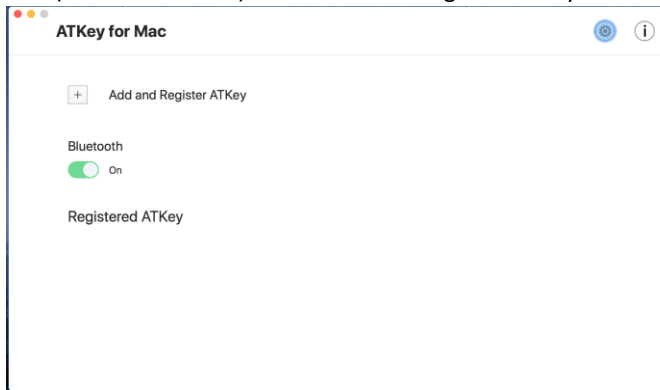 ATKey for Mac
i
+
Add and Register ATKey
Bluetooth
On
Registered ATKey